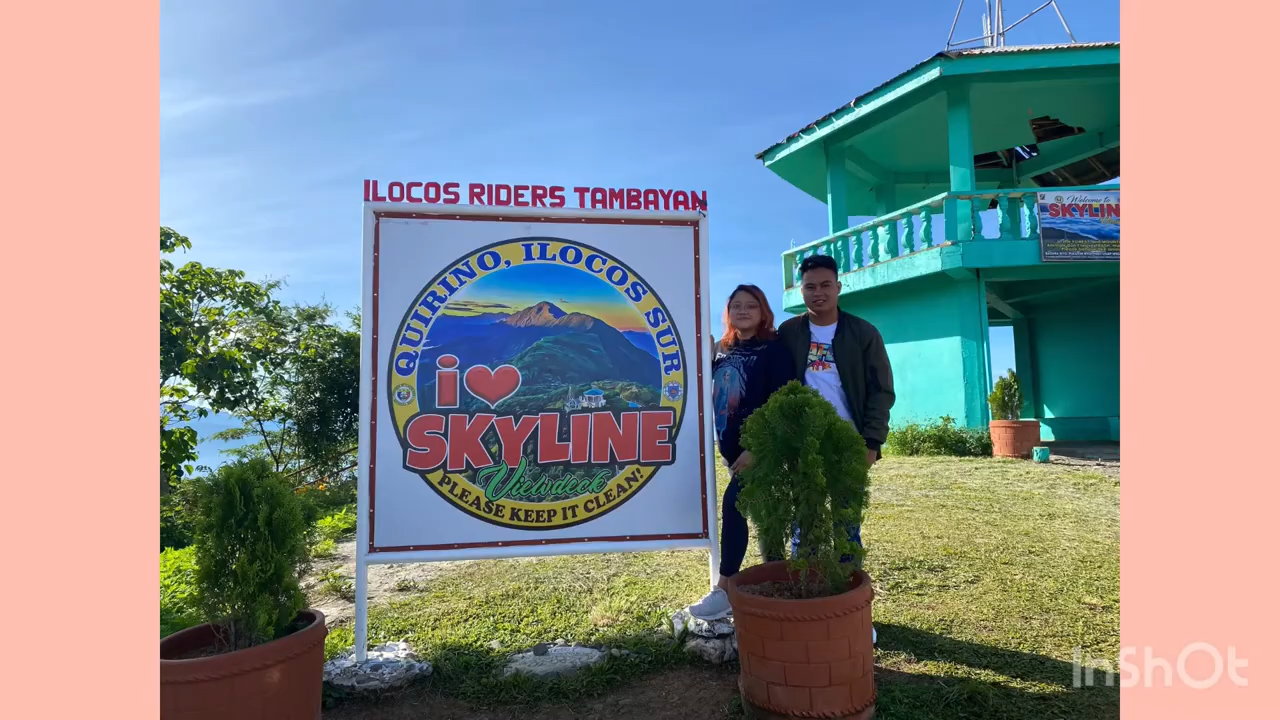 ILOCOS RIDERS TAMBAYAN
QUIRINO, ILOCOS SUR
i
SKYLINE
Viewdeck
PLEASE KEEP IT CLEAN!
Welcome to
SKYLINE
InShOt